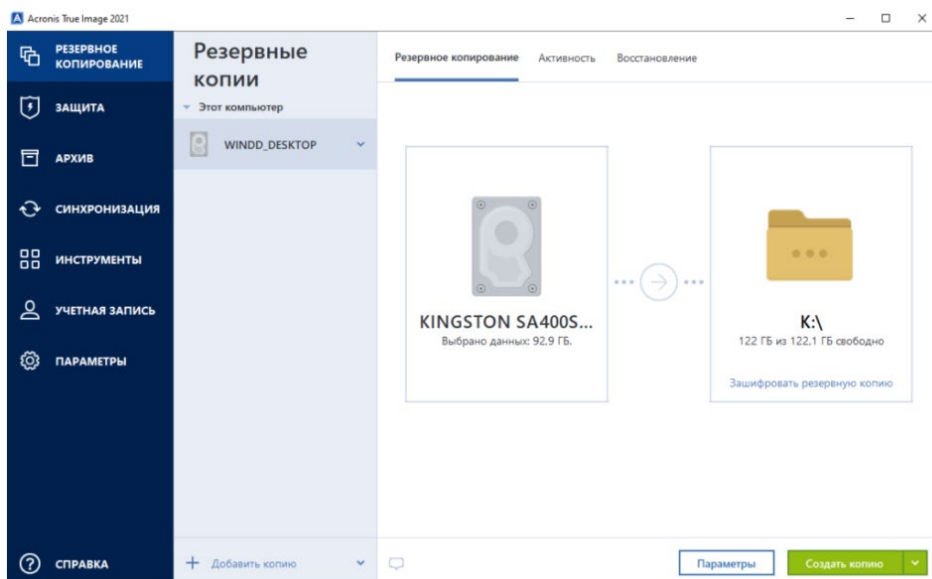 Acronis True Image 2021
РЕЗЕРВНОЕ
КОПИРОВАНИЕ
ЗАЩИТА
АРХИВ
СИНХРОНИЗАЦИЯ
ИНСТРУМЕНТЫ
УЧЕТНАЯ ЗАПИСЬ
ПАРАМЕТРЫ
СПРАВКА
Резервные
копии
Этот компьютер
WINDD_DESKTOP
Добавить копию
Резервное копирование
Активность
Восстановление
KINGSTON SA400S...
Выбрано данных: 92,9 ГБ.
K:\
122 ГБ из 122,1 ГБ свободно
Зашифровать резервную копию
Параметры
Создать копию